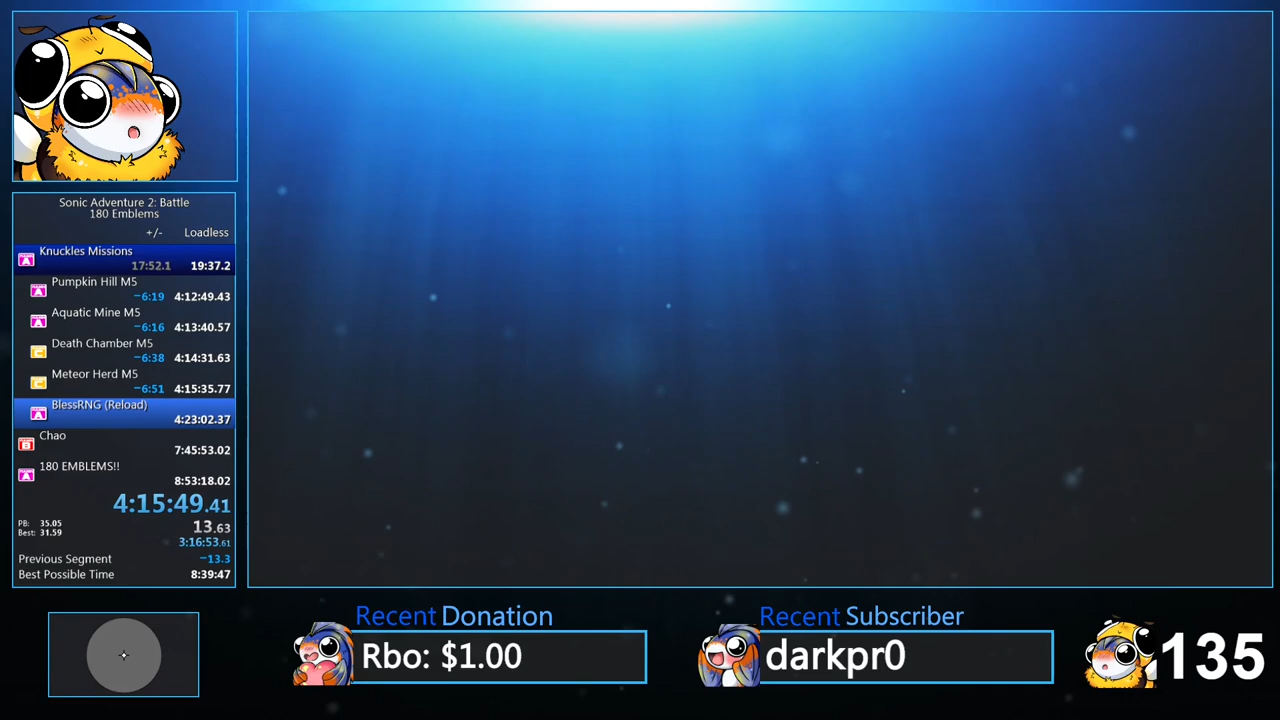 Sonic Adventure 2: Battle
180 Emblems
+/- Loadless
Knuckles Missions
17:52.1 19:37.2
Pumpkin Hill M5
−6:19 4:12:49.43
Aquatic Mine M5
−6:16 4:13:40.57
Death Chamber M5
−6:38 4:14:31.63
Meteor Herd M5
−6:51 4:15:35.77
BlessRNG (Reload)
4:23:02.37
Chao
7:45:53.02
180 EMBLEMS!!
8:53:18.02
4:15:49.41
PB: 35.05
Best: 31.59
13.63
3:16:53.61
Previous Segment −13.3
Best Possible Time 8:39:47
Recent Donation
Rbo: $1.00
Recent Subscriber
darkpr0
135